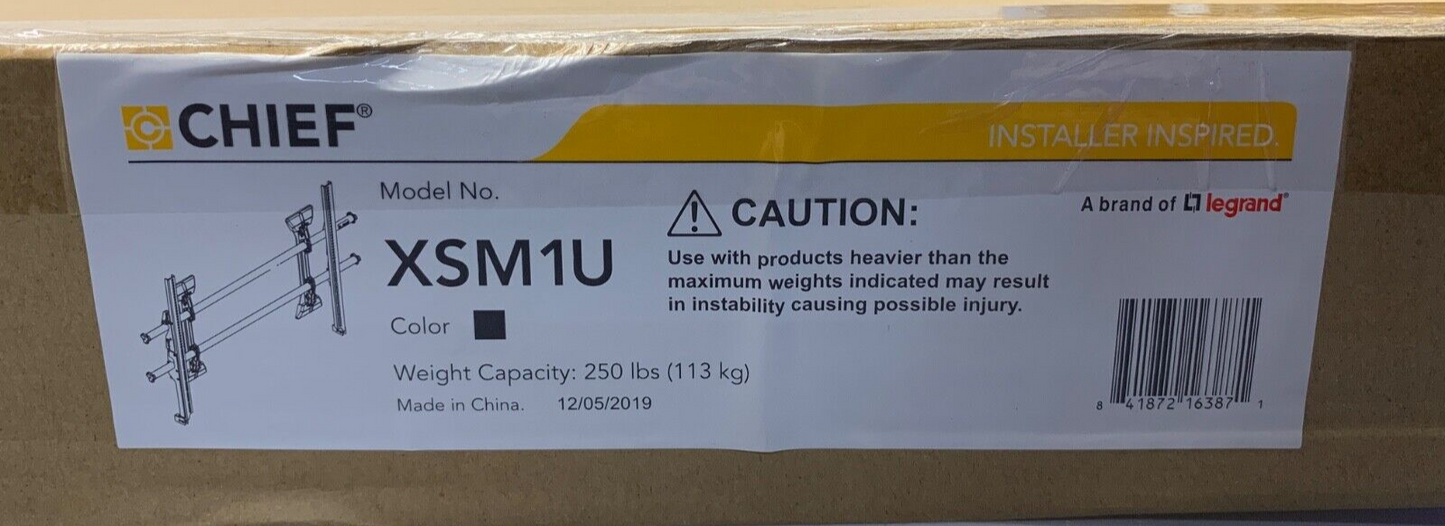 CHIEF®
INSTALLER INSPIRED.
Model No.
XSM1U
Color
Weight Capacity: 250 lbs (113 kg)
Made in China. 12/05/2019
CAUTION:
Use with products heavier than the
maximum weights indicated may result
in instability causing possible injury.
A brand of legrand®
8 41872 16387 1